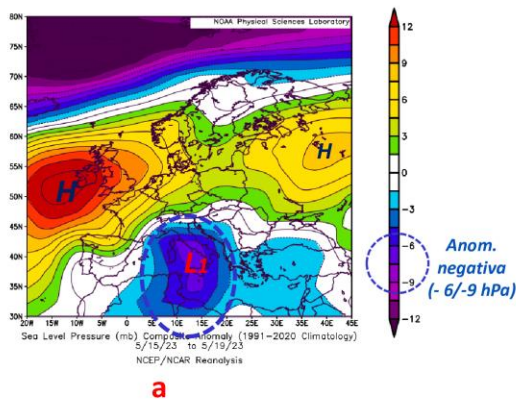 NOAA Physical Sciences Laboratory
80N
75N
70N
65N
60N
55N
50N
45N
40N
35N
30N
H
H
L1
20W 15W 10W 5W 0 5E 10E 15E 20E 25E 30E 35E 40E 45E
Sea Level Pressure (mb) Composite Anomaly (1991-2020 Climatology)
5/15/23 to 5/19/23
NCEP/NCAR Reanalysis
a
12
9
6
3
0
-3
-6
-9
-12
Anom.
negativa
(- 6/-9 hPa)